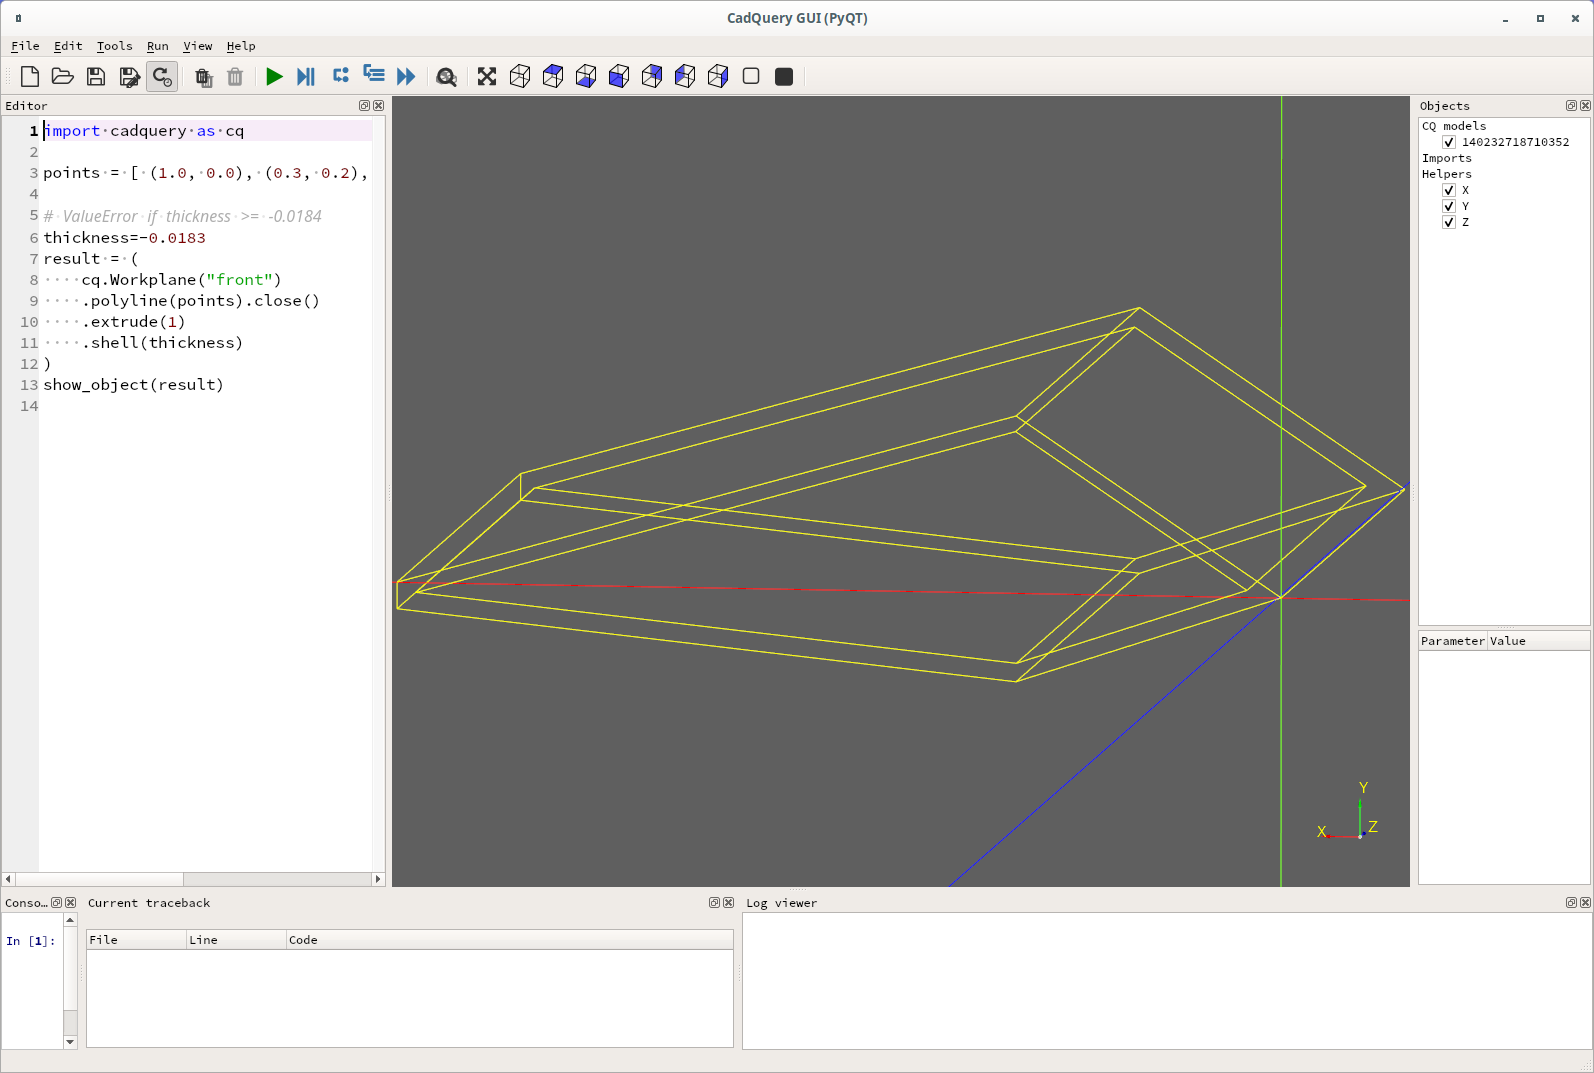 CadQuery GUI (PyQT)
File Edit Tools Run View Help
Editor
1 import cadquery as cq
2
3 points = [ (1.0, 0.0), (0.3, 0.2),
4
5 # ValueError if thickness >= -0.0184
6 thickness=-0.0183
7 result = (
8 ····cq.Workplane("front")
9 ····.polyline(points).close()
10 ····.extrude(1)
11 ····.shell(thickness)
12 )
13 show_object(result)
14
Y
X
Z
Objects
CQ models
140232718710352
Imports
Helpers
X
Y
Z
Parameter Value
Conso...
In [1]:
Current traceback
File Line Code
Log viewer